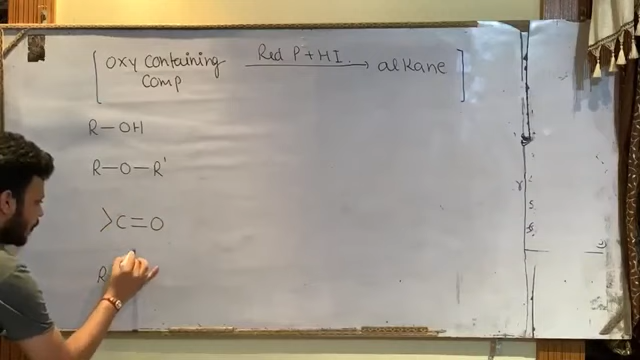 oxy containing comp Red P + HI → alkane
R-OH
R-O-R'
>C=O
R